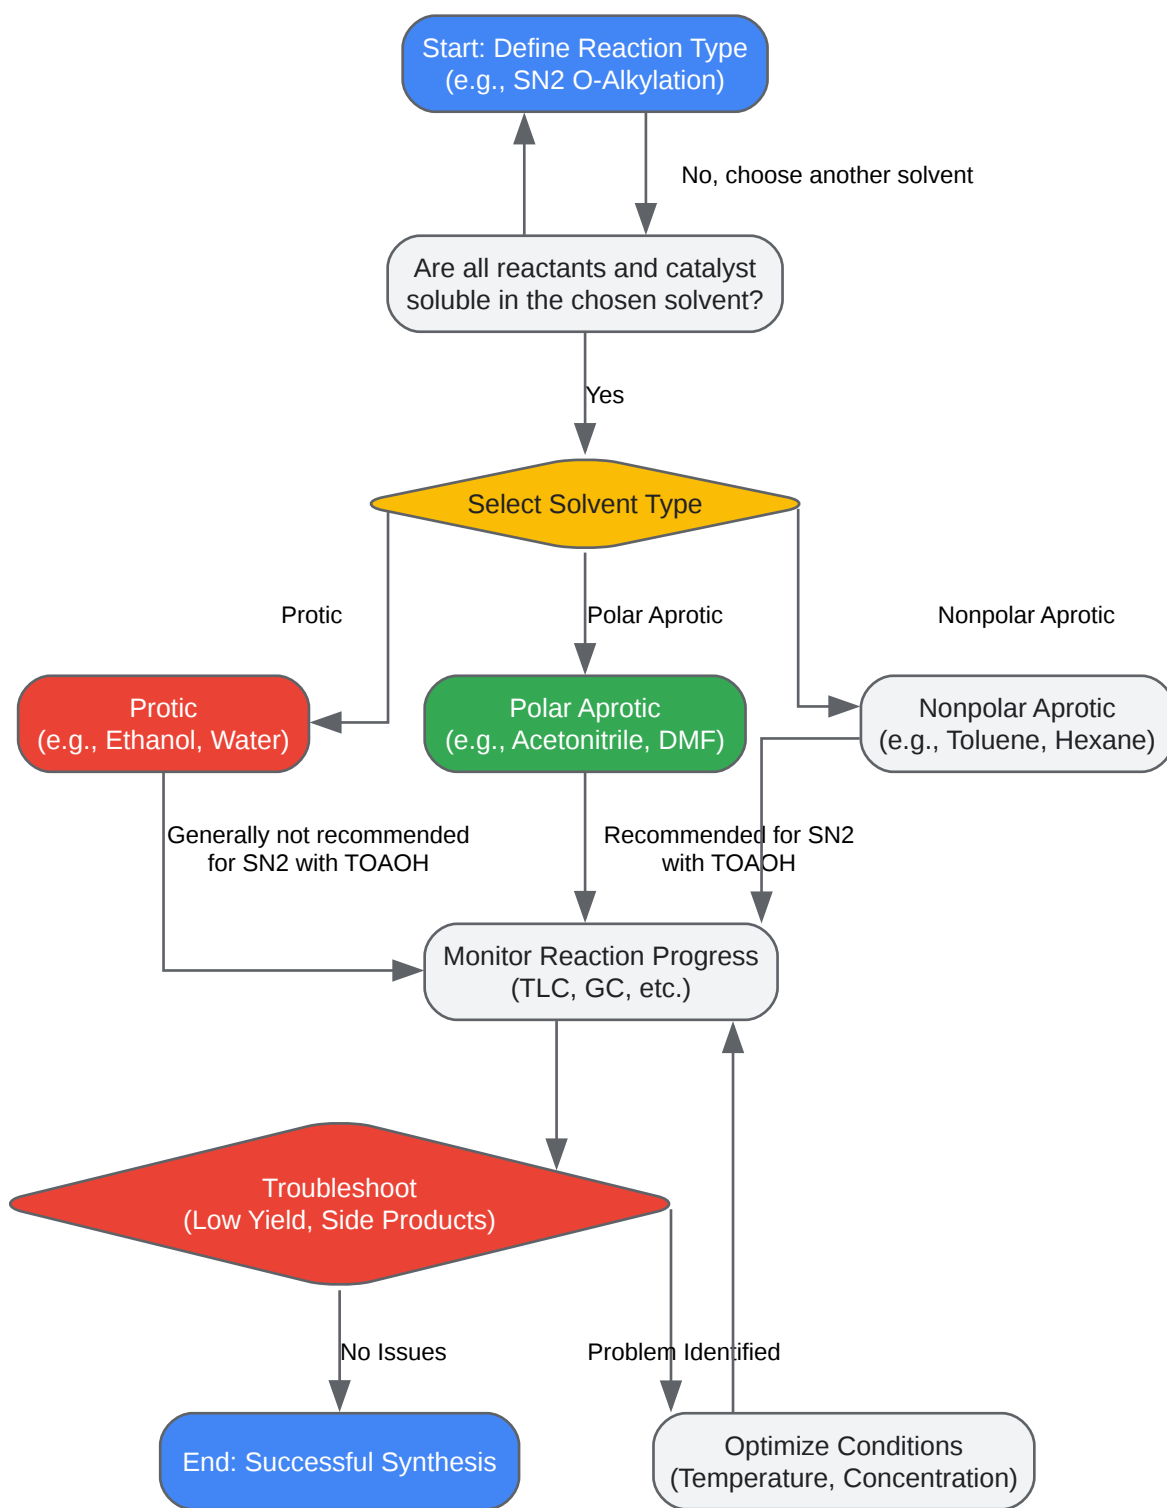 Start: Define Reaction Type
(e.g., SN2 O-Alkylation)
No, choose another solvent
Are all reactants and catalyst
soluble in the chosen solvent?
Yes
Select Solvent Type
Protic
Polar Aprotic
Nonpolar Aprotic
Protic
(e.g., Ethanol, Water)
Polar Aprotic
(e.g., Acetonitrile, DMF)
Nonpolar Aprotic
(e.g., Toluene, Hexane)
Generally not recommended
for SN2 with TOAOH
Recommended for SN2
with TOAOH
Monitor Reaction Progress
(TLC, GC, etc.)
Troubleshoot
(Low Yield, Side Products)
No Issues
Problem Identified
End: Successful Synthesis
Optimize Conditions
(Temperature, Concentration)